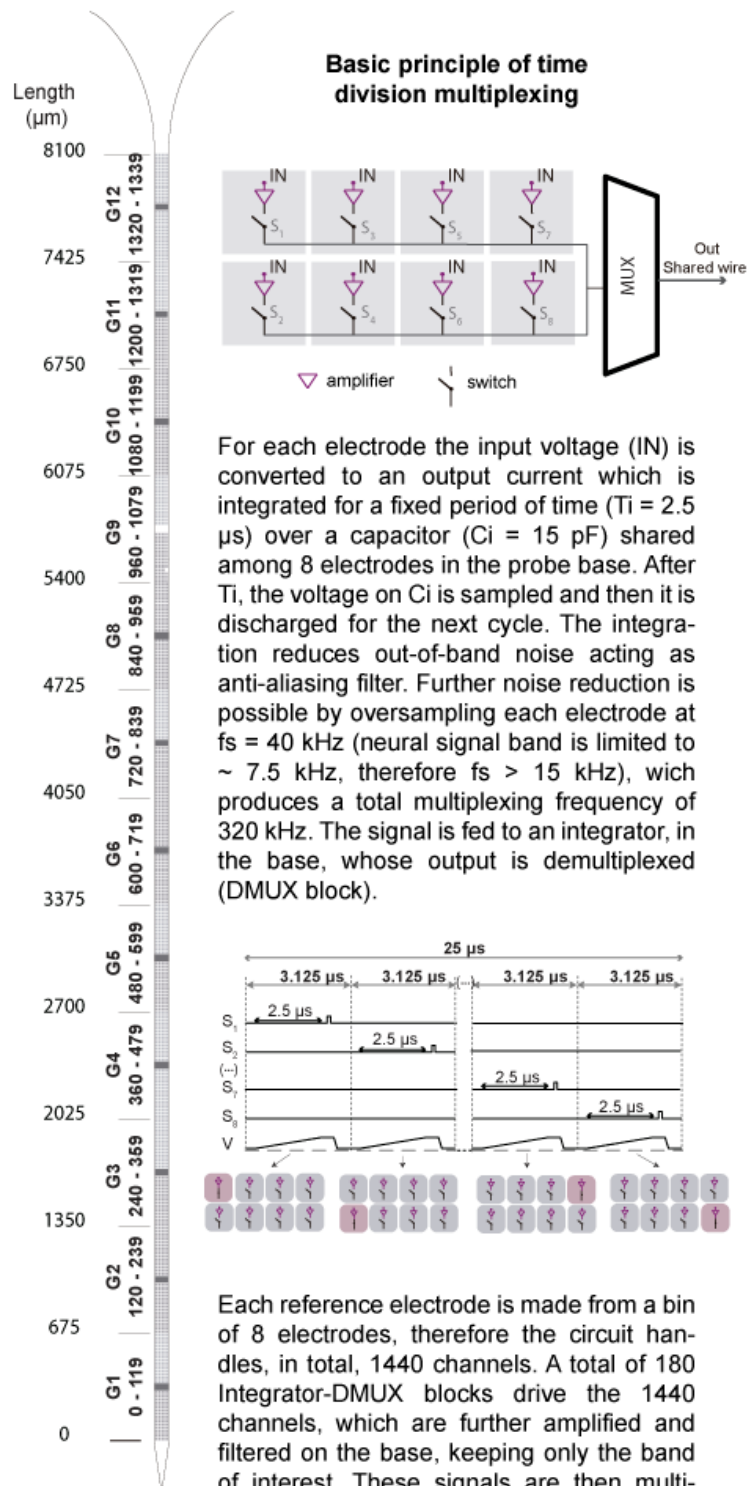 Basic principle of time
division multiplexing
Length
(µm)
8100
7425
6750
6075
5400
4725
4050
3375
2700
2025
1350
675
0
G12
1320 - 1339
G11
1200 - 1319
G10
1080 - 1199
G9
960 - 1079
G8
840 - 959
G7
720 - 839
G6
600 - 719
G5
480 - 599
G4
360 - 479
G3
240 - 359
G2
120 - 239
G1
0 - 119
IN IN IN IN
S1 S3 S5 S7
IN IN IN IN
S2 S4 S6 S8
MUX
Out
Shared wire
amplifier switch
For each electrode the input voltage (IN) is
converted to an output current which is
integrated for a fixed period of time (Ti = 2.5
µs) over a capacitor (Ci = 15 pF) shared
among 8 electrodes in the probe base. After
Ti, the voltage on Ci is sampled and then it is
discharged for the next cycle. The integra-
tion reduces out-of-band noise acting as
anti-aliasing filter. Further noise reduction is
possible by oversampling each electrode at
fs = 40 kHz (neural signal band is limited to
~ 7.5 kHz, therefore fs > 15 kHz), wich
produces a total multiplexing frequency of
320 kHz. The signal is fed to an integrator, in
the base, whose output is demultiplexed
(DMUX block).
25 µs
3.125 µs 3.125 µs (...) 3.125 µs 3.125 µs
S1 2.5 µs
S2 2.5 µs
(...)
S7 2.5 µs
S8 2.5 µs
V
Each reference electrode is made from a bin
of 8 electrodes, therefore the circuit han-
dles, in total, 1440 channels. A total of 180
Integrator-DMUX blocks drive the 1440
channels, which are further amplified and
filtered on the base, keeping only the band
of interest. These signals are then multi-